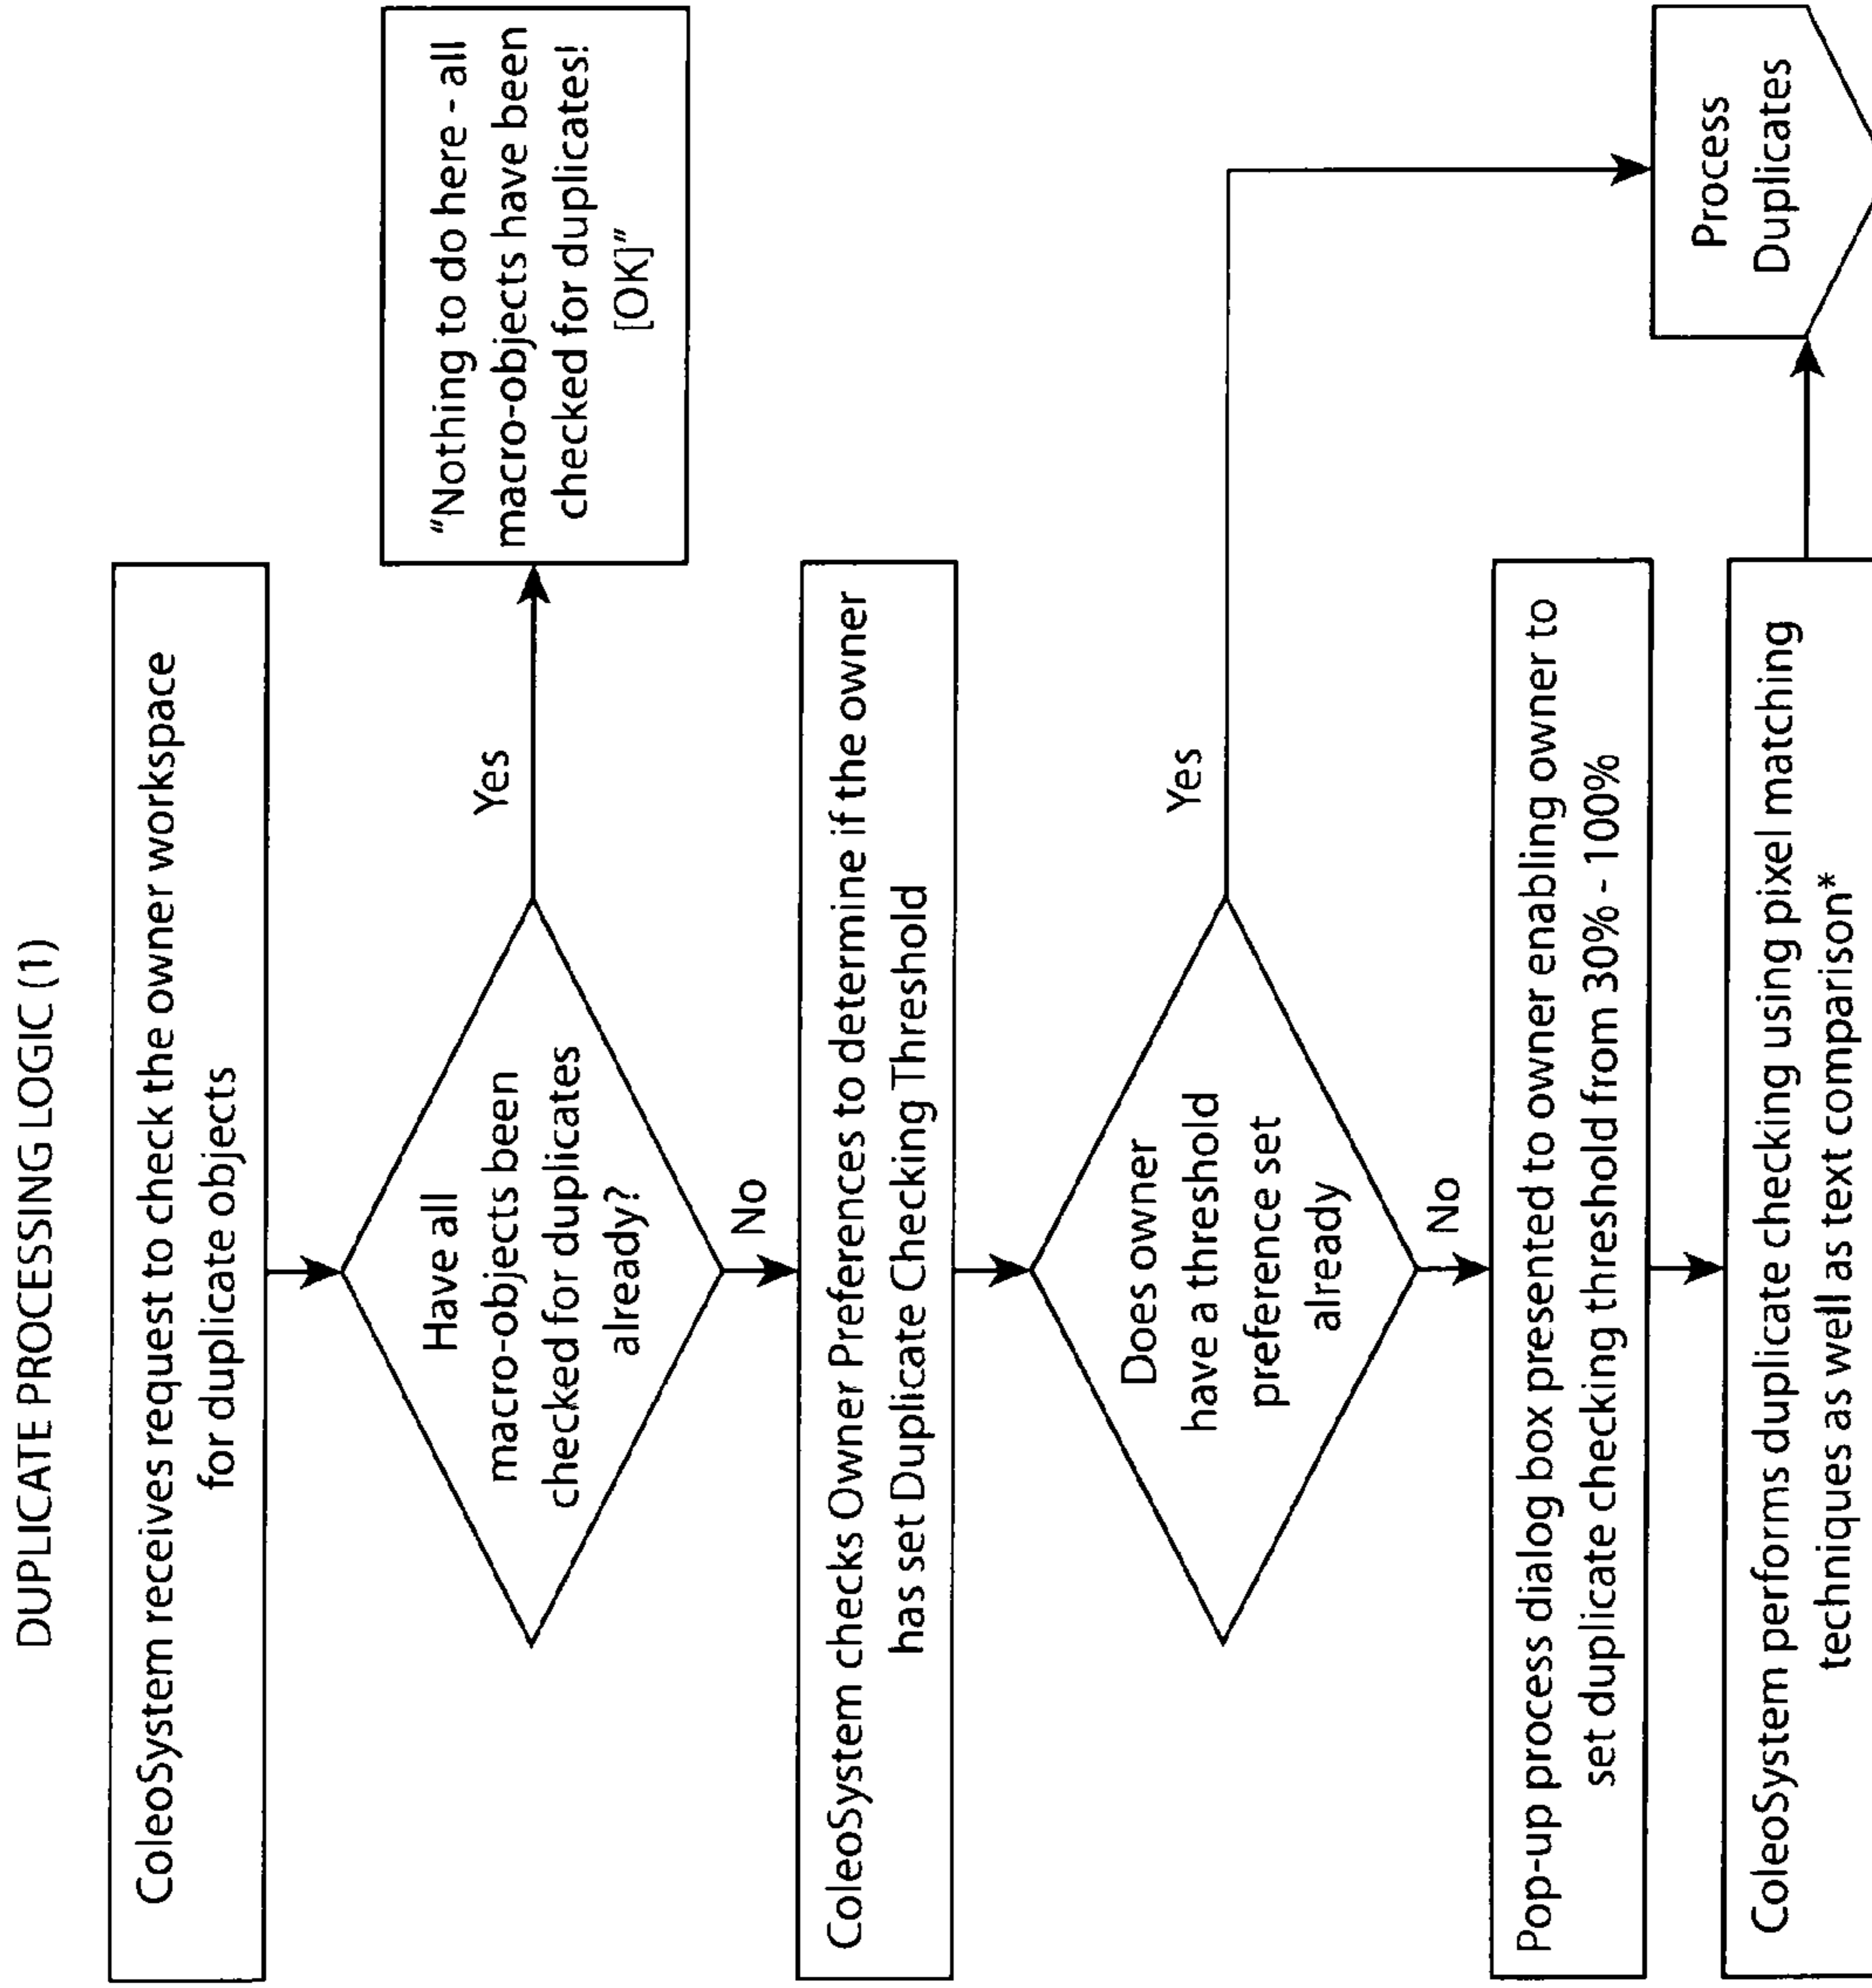 DUPLICATE PROCESSING LOGIC (1)
ColeoSystem receives request to check the owner workspace
for duplicate objects
Have all
macro-objects been
checked for duplicates
already?
Yes
"Nothing to do here - all
macro-objects have been
checked for duplicates!
[OK]"
No
ColeoSystem checks Owner Preferences to determine if the owner
has set Duplicate Checking Threshold
Does owner
have a threshold
preference set
already
Yes
No
Pop-up process dialog box presented to owner enabling owner to
set duplicate checking threshold from 30% - 100%
ColeoSystem performs duplicate checking using pixel matching
techniques as well as text comparison*
Process
Duplicates